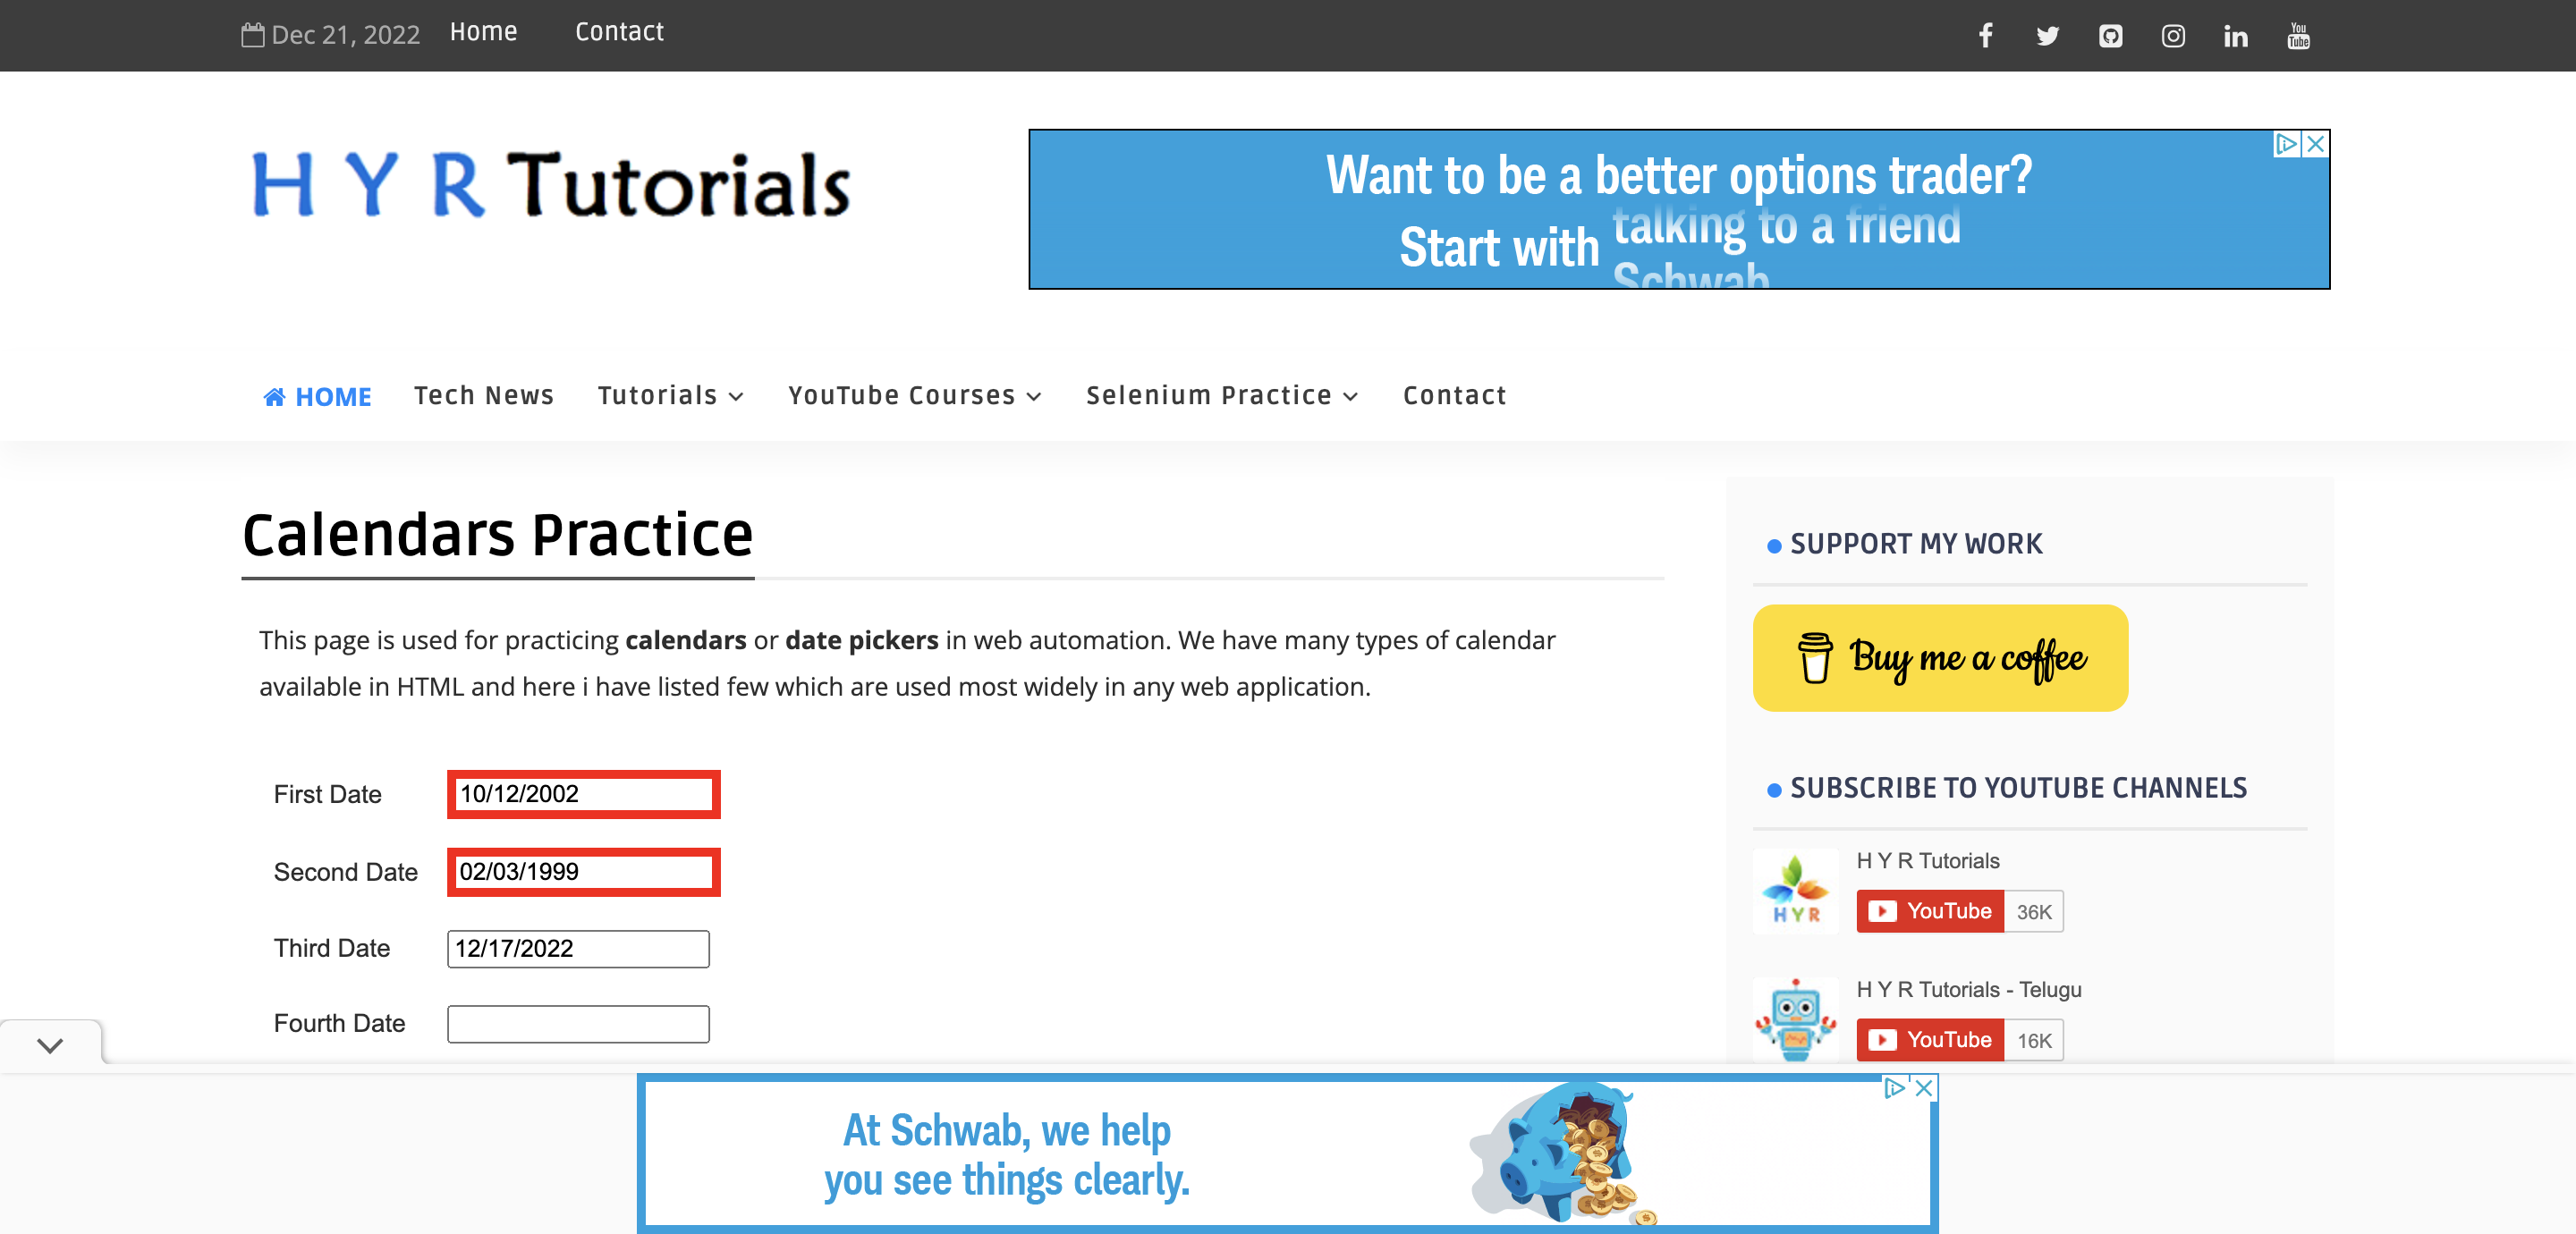 Dec 21, 2022 Home Contact
You
Tube
H Y R Tutorials
Want to be a better options trader?
Start with talking to a friend
Schwab
HOME Tech News Tutorials YouTube Courses Selenium Practice Contact
Calendars Practice
This page is used for practicing calendars or date pickers in web automation. We have many types of calendar
available in HTML and here i have listed few which are used most widely in any web application.
First Date 10/12/2002
Second Date 02/03/1999
Third Date 12/17/2022
Fourth Date
SUPPORT MY WORK
Buy me a coffee
SUBSCRIBE TO YOUTUBE CHANNELS
H Y R Tutorials
HYR
YouTube 36K
H Y R Tutorials - Telugu
YouTube 16K
At Schwab, we help
you see things clearly.